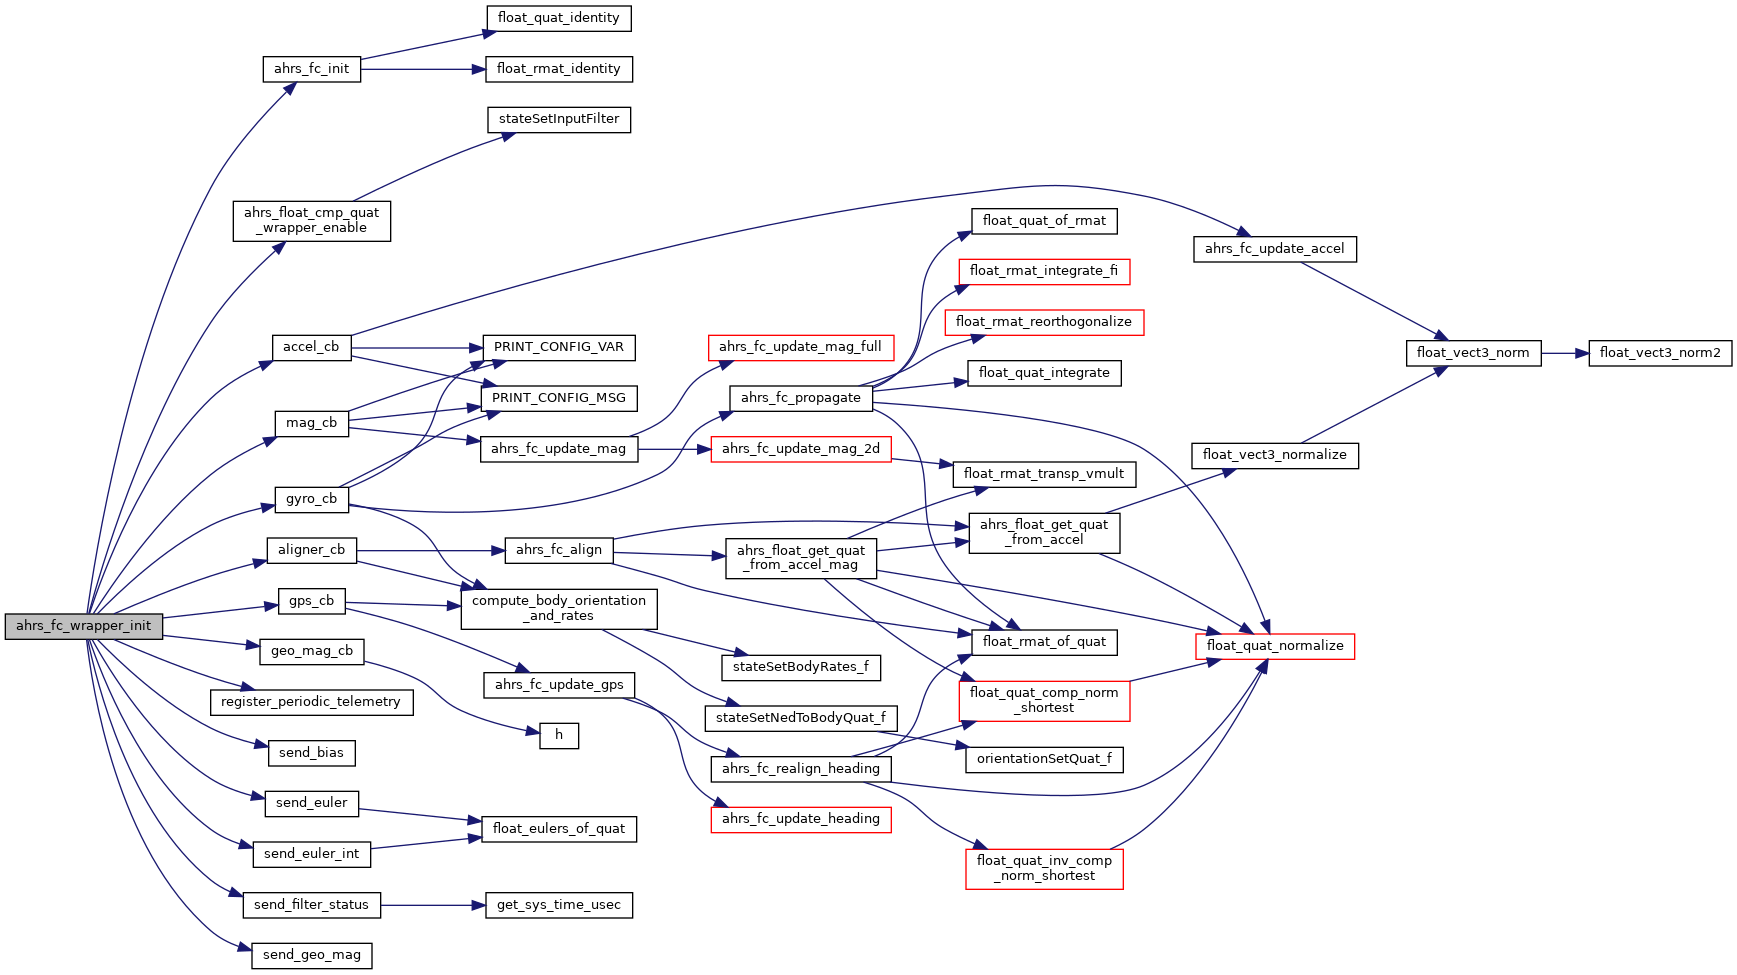 float_quat_identity
ahrs_fc_init
float_rmat_identity
stateSetInputFilter
ahrs_float_cmp_quat
_wrapper_enable
float_quat_of_rmat
ahrs_fc_update_accel
float_rmat_integrate_fi
float_rmat_reorthogonalize
accel_cb
PRINT_CONFIG_VAR
ahrs_fc_update_mag_full
float_vect3_norm
float_vect3_norm2
float_quat_integrate
PRINT_CONFIG_MSG
ahrs_fc_propagate
mag_cb
ahrs_fc_update_mag
ahrs_fc_update_mag_2d
float_vect3_normalize
float_rmat_transp_vmult
gyro_cb
ahrs_float_get_quat
_from_accel
aligner_cb
ahrs_fc_align
ahrs_float_get_quat
_from_accel_mag
gps_cb
compute_body_orientation
_and_rates
ahrs_fc_wrapper_init
float_rmat_of_quat
float_quat_normalize
geo_mag_cb
stateSetBodyRates_f
ahrs_fc_update_gps
float_quat_comp_norm
_shortest
register_periodic_telemetry
stateSetNedToBodyQuat_f
h
send_bias
orientationSetQuat_f
ahrs_fc_realign_heading
send_euler
ahrs_fc_update_heading
float_eulers_of_quat
send_euler_int
float_quat_inv_comp
_norm_shortest
send_filter_status
get_sys_time_usec
send_geo_mag